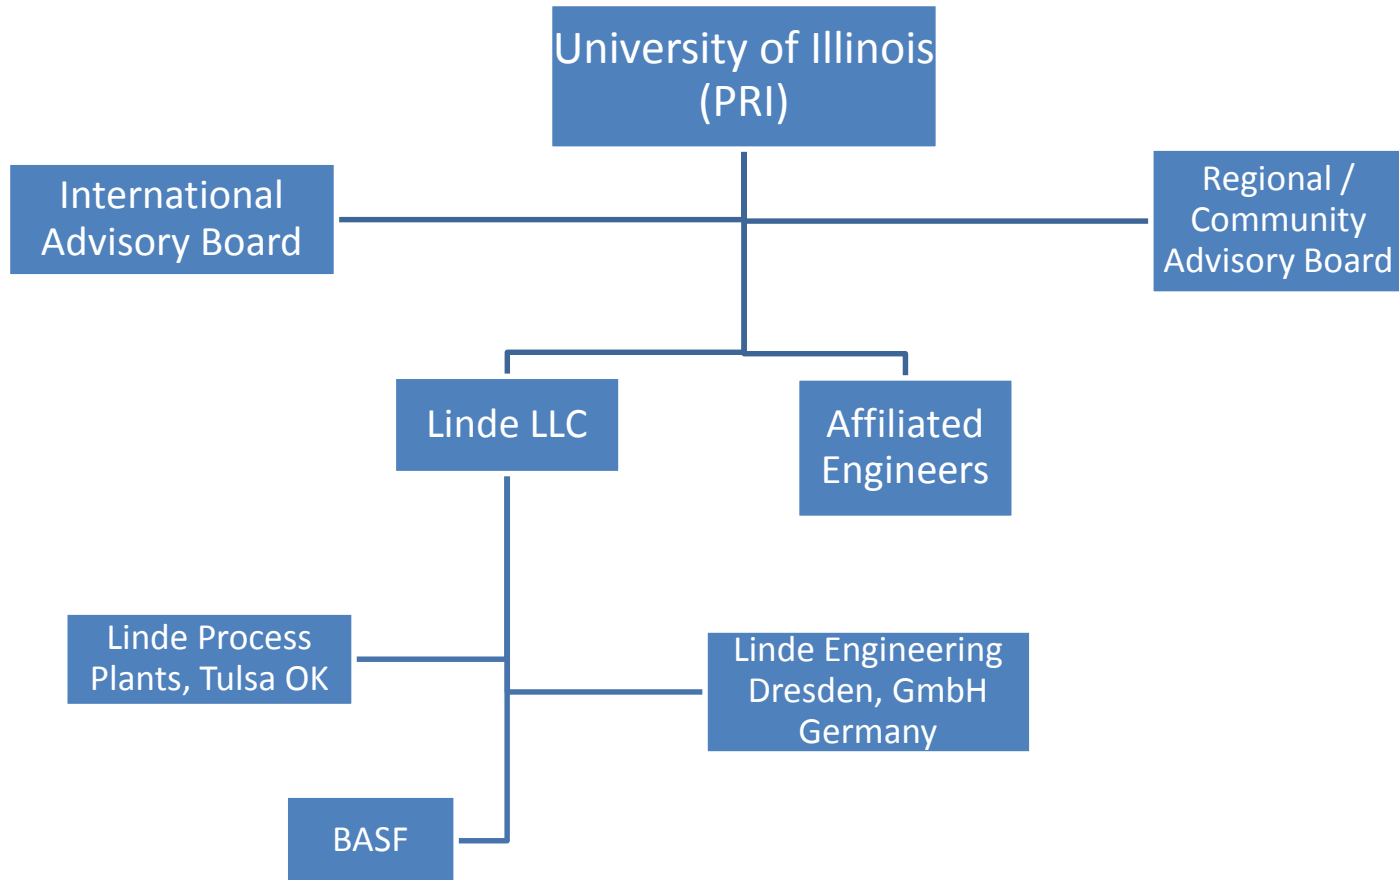 University of Illinois
(PRI)
International
Advisory Board
Regional /
Community
Advisory Board
Linde LLC
Affiliated
Engineers
Linde Process
Plants, Tulsa OK
Linde Engineering
Dresden, GmbH
Germany
BASF